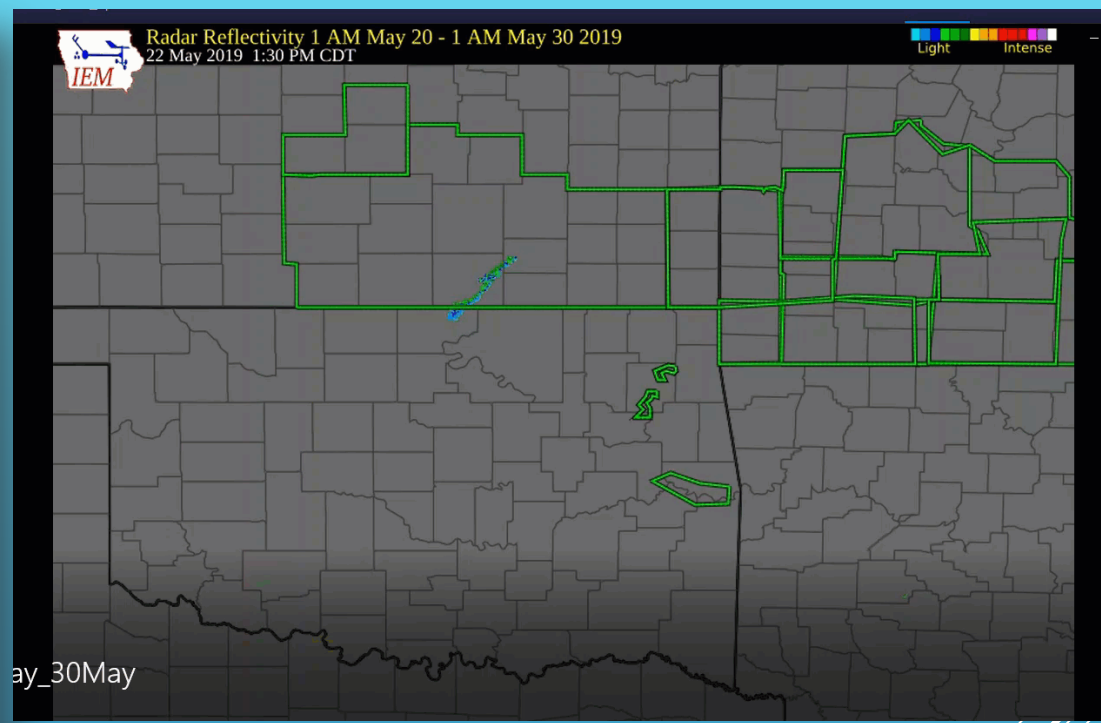 Radar Reflectivity 1 AM May 20 - 1 AM May 30 2019
22 May 2019 1:30 PM CDT
IEM
Light
Intense
ay_30May